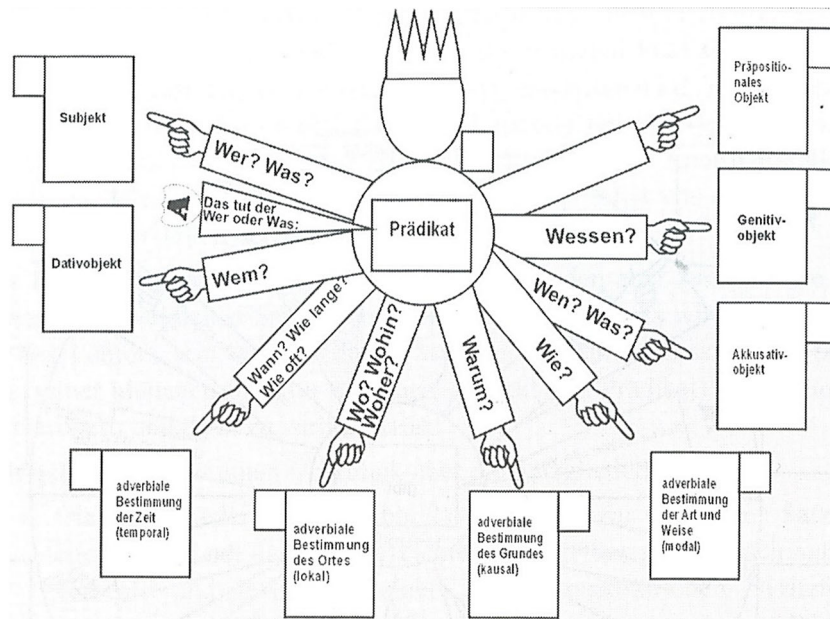 Subjekt
Präpositio-
nales
Objekt
Wer? Was?
A
Das tut der
Wer oder Was:
Prädikat
Wessen?
Genitiv-
objekt
Dativobjekt
Wem?
Wen? Was?
Wann? Wie lange?
Wie oft?
Wo? Wohin?
Woher?
Warum?
Wie?
Akkusativ-
objekt
adverbiale
Bestimmung
der Zeit
(temporal)
adverbiale
Bestimmung
des Ortes
(lokal)
adverbiale
Bestimmung
des Grundes
(kausal)
adverbiale
Bestimmung
der Art und
Weise
(modal)